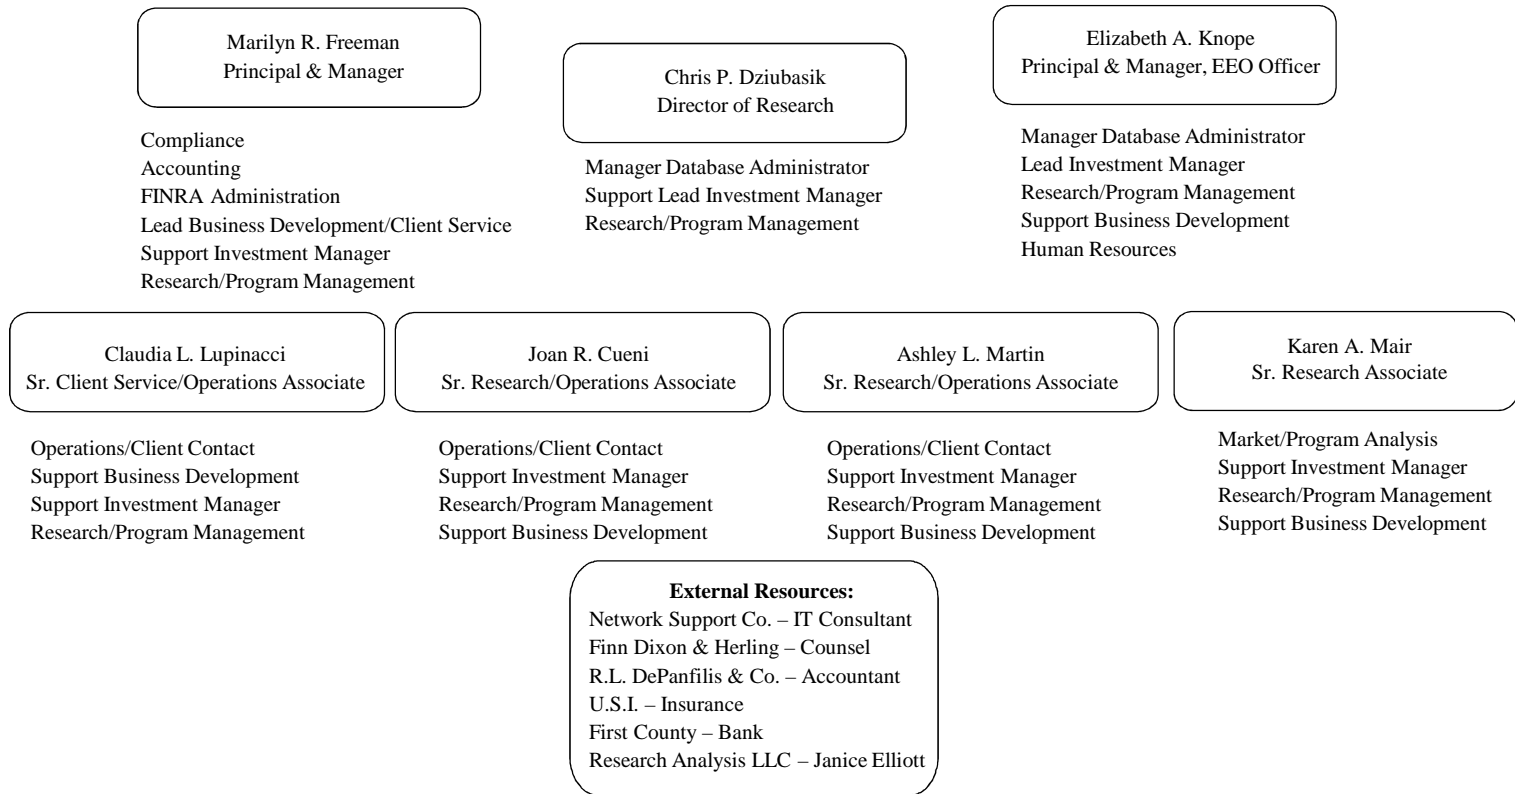 Marilyn R. Freeman
Principal & Manager
Compliance
Accounting
FINRA Administration
Lead Business Development/Client Service
Support Investment Manager
Research/Program Management
Chris P. Dziubasik
Director of Research
Manager Database Administrator
Support Lead Investment Manager
Research/Program Management
Elizabeth A. Knope
Principal & Manager, EEO Officer
Manager Database Administrator
Lead Investment Manager
Research/Program Management
Support Business Development
Human Resources
Claudia L. Lupinacci
Sr. Client Service/Operations Associate
Operations/Client Contact
Support Business Development
Support Investment Manager
Research/Program Management
Joan R. Cueni
Sr. Research/Operations Associate
Operations/Client Contact
Support Investment Manager
Research/Program Management
Support Business Development
Ashley L. Martin
Sr. Research/Operations Associate
Operations/Client Contact
Support Investment Manager
Research/Program Management
Support Business Development
Karen A. Mair
Sr. Research Associate
Market/Program Analysis
Support Investment Manager
Research/Program Management
Support Business Development
External Resources:
Network Support Co. – IT Consultant
Finn Dixon & Herling – Counsel
R.L. DePanfilis & Co. – Accountant
U.S.I. – Insurance
First County – Bank
Research Analysis LLC – Janice Elliott